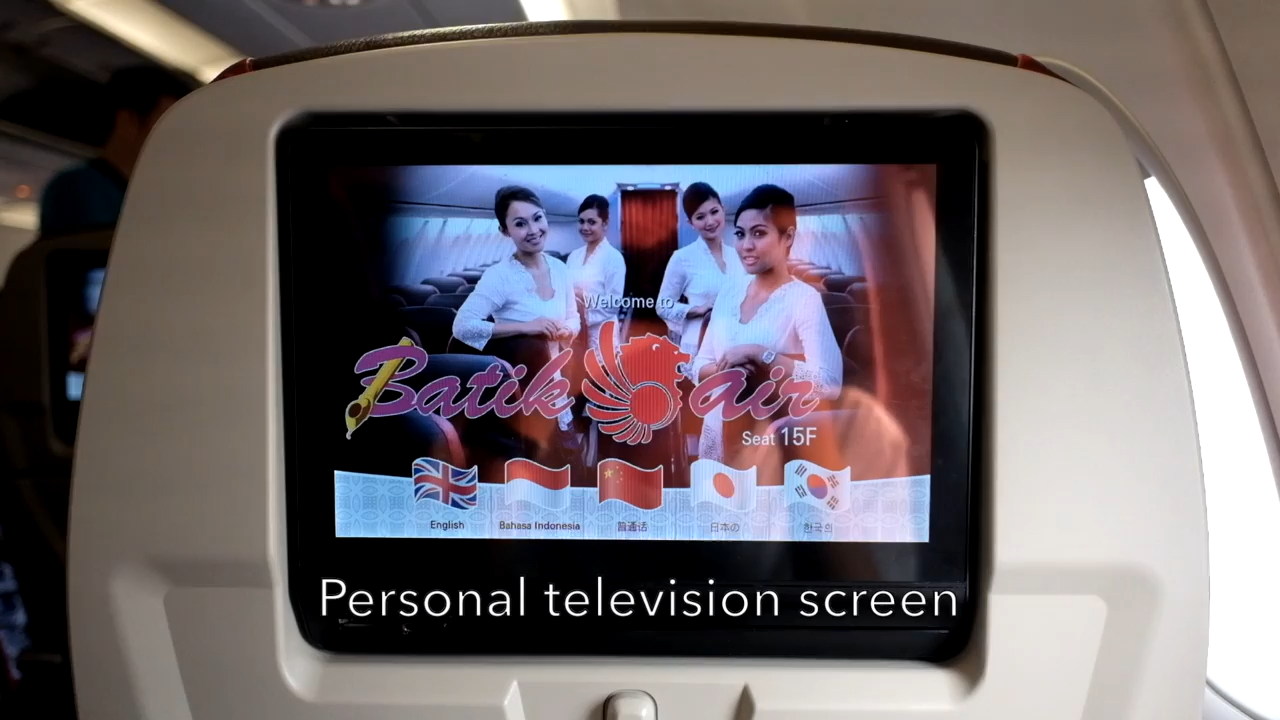 Welcome to
Batik air
Seat 15F
English
Bahasa Indonesia
普通话
日本の
한국의
Personal television screen